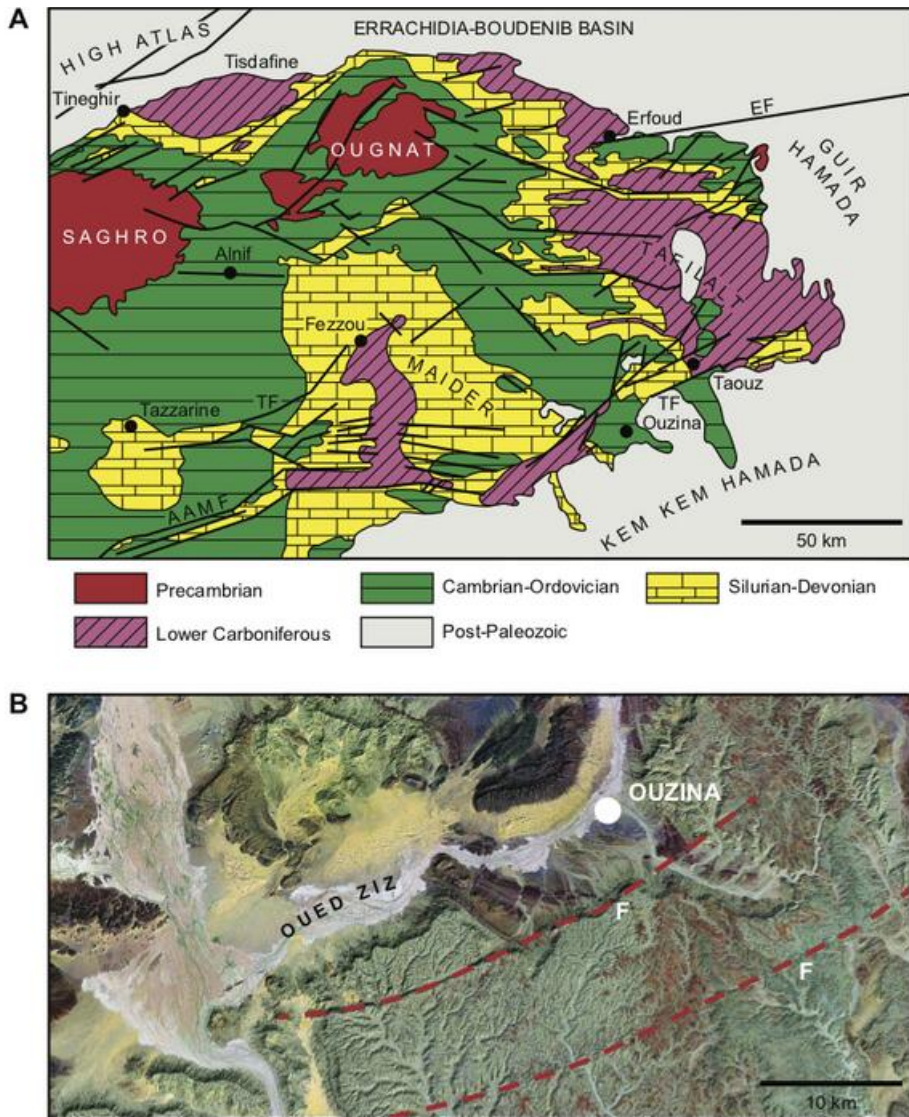 A
ERRACHIDIA-BOUDENIB BASIN
HIGH ATLAS
Tisdafine
Tineghir
Erfoud
EF
OUGNAT
GUIR
HAMADA
SAGHRO
TAFILALT
Alnif
Fezzou
MAIDER
Taouz
Tazzarine
TF
TF
Ouzina
AAMF
KEM KEM HAMADA
50 km
Precambrian
Cambrian-Ordovician
Silurian-Devonian
Lower Carboniferous
Post-Paleozoic
B
OUZINA
OUED ZIZ
F
F
10 km